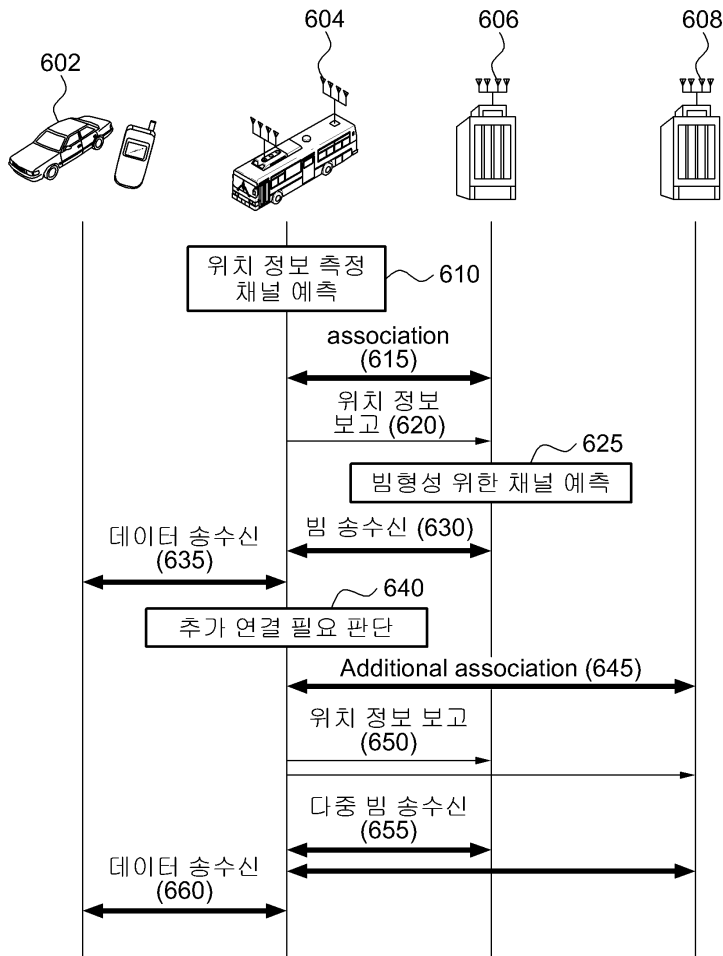 602
604
606
608
위치 정보 측정
채널 예측
610
association
(615)
위치 정보
보고 (620)
625
빔형성 위한 채널 예측
데이터 송수신
(635)
빔 송수신 (630)
640
추가 연결 필요 판단
Additional association (645)
위치 정보 보고
(650)
다중 빔 송수신
(655)
데이터 송수신
(660)